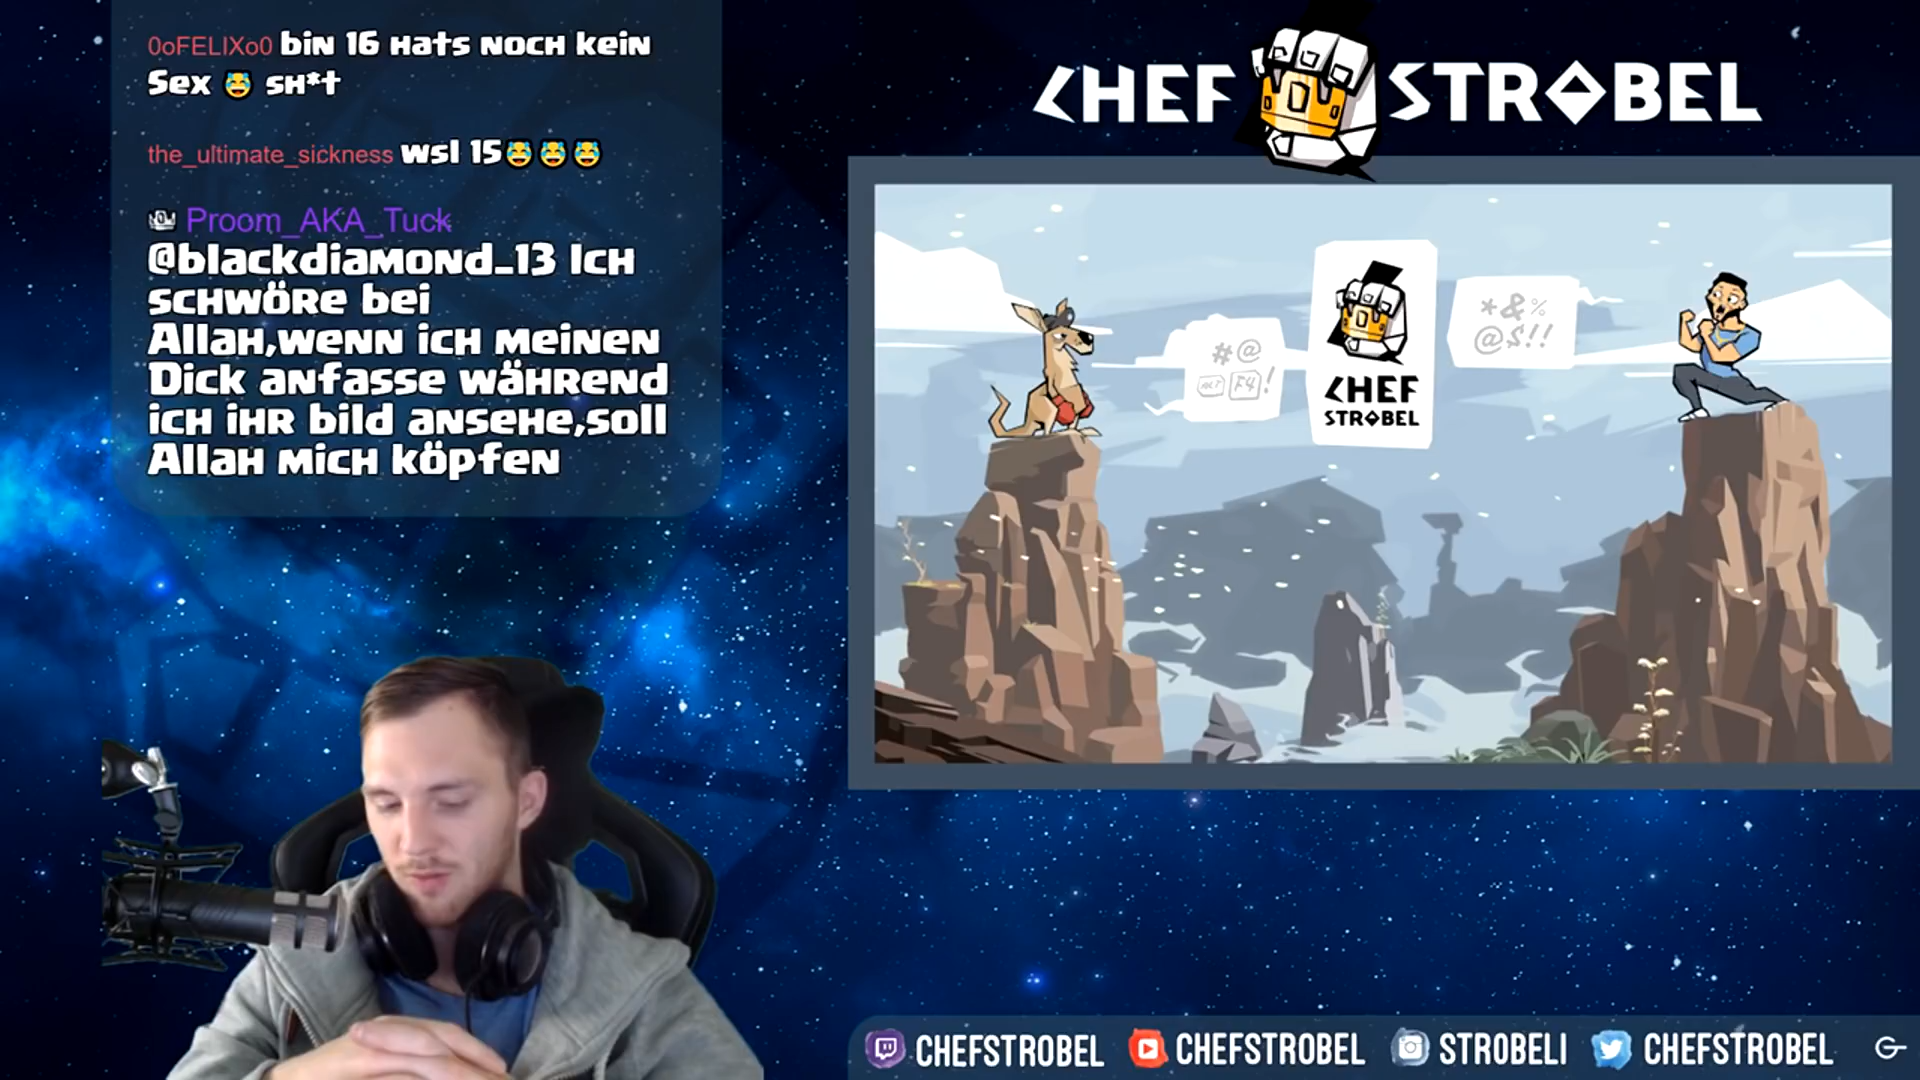 0oFELIXo0 bin 16 hats noch kein
Sex 😂 sh*t
the_ultimate_sickness wsl 15😂😂😂
Proom_AKA_Tuck
@blackdiamond_13 Ich
schwöre bei
Allah,wenn ich meinen
Dick anfasse während
ich ihr bild ansehe,soll
Allah mich köpfen
CHEF STROBEL
#@
ALT F4!
CHEF
STROBEL
*&%
@$!!
CHEFSTROBEL CHEFSTROBEL STROBELI CHEFSTROBEL